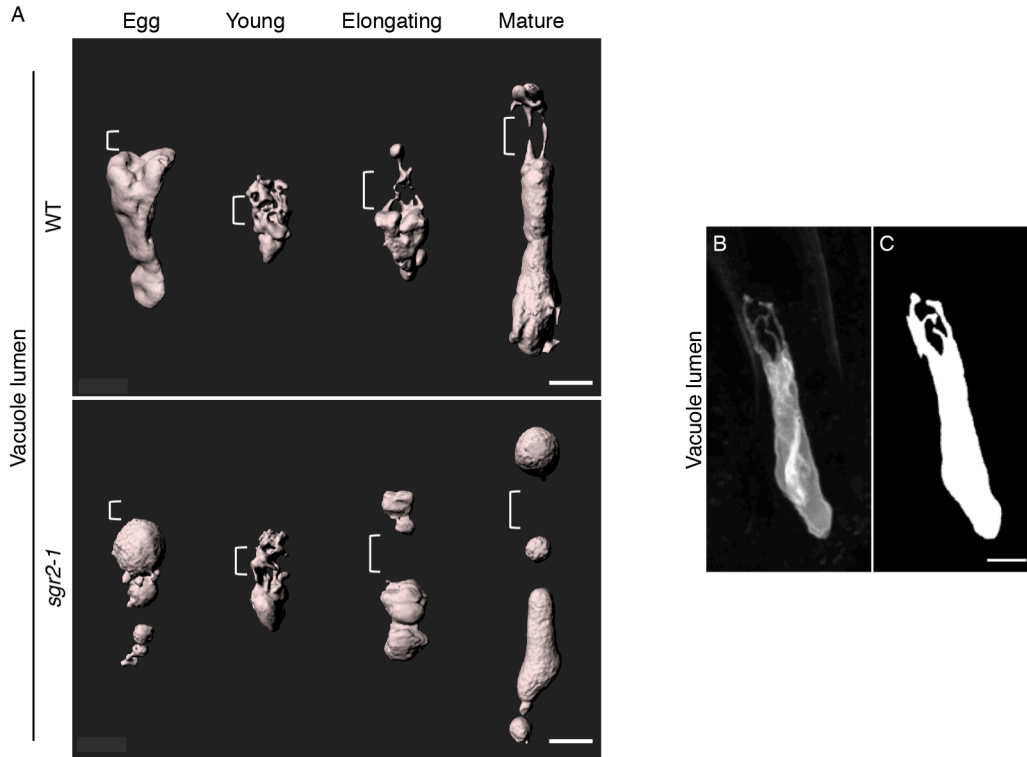 A
Egg Young Elongating Mature
WT
Vacuole lumen
sgr2-1
B
C
Vacuole lumen